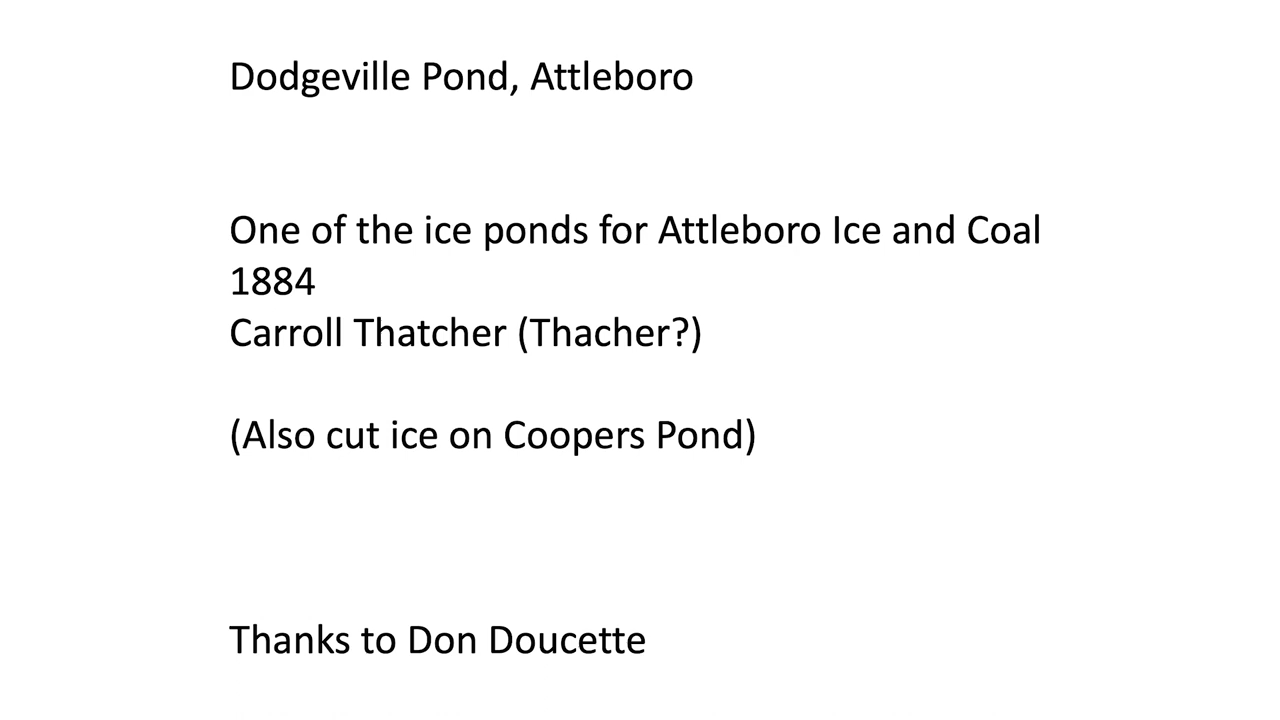 Dodgeville Pond, Attleboro
One of the ice ponds for Attleboro Ice and Coal
1884
Carroll Thatcher (Thacher?)
(Also cut ice on Coopers Pond)
Thanks to Don Doucette